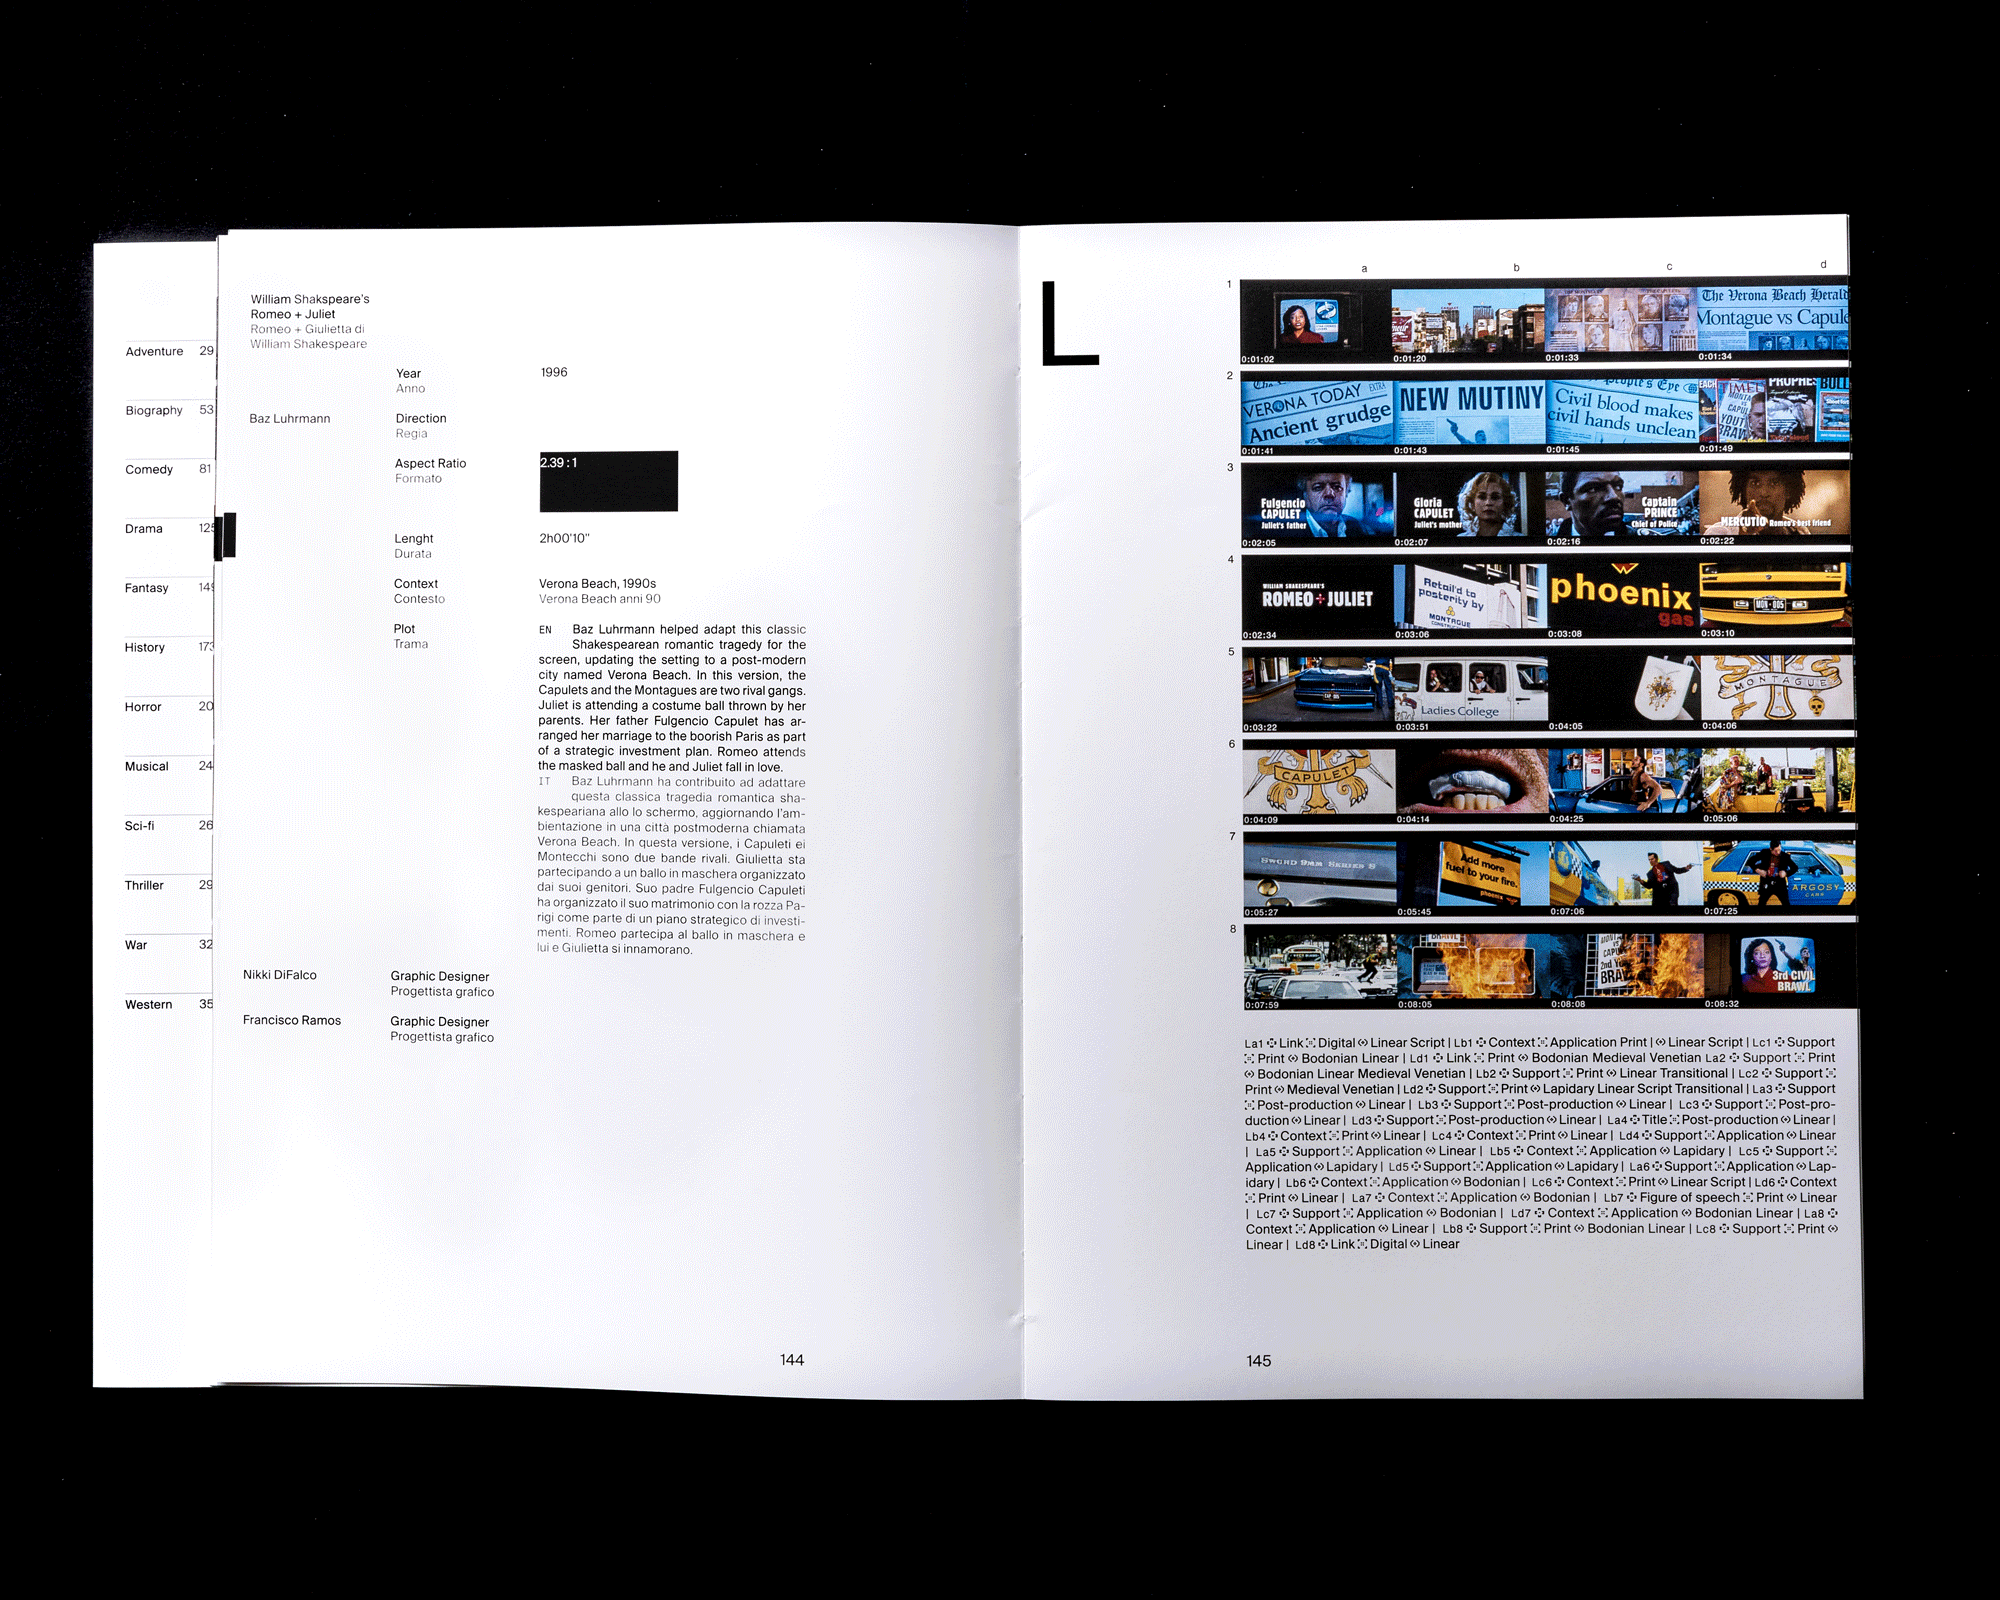 Adventure 29
Biography 53
Comedy 81
Drama 125
Fantasy 149
History 173
Horror 20
Musical 24
Sci-fi 26
Thriller 29
War 32
Western 35
William Shakspeare's
Romeo + Juliet
Romeo + Giulietta di
William Shakespeare
Year 1996
Anno
Baz Luhrmann Direction
Regia
Aspect Ratio 2.39 : 1
Formato
Lenght 2h00'10"
Durata
Context Verona Beach, 1990s
Contesto Verona Beach anni 90
Plot
Trama
EN Baz Luhrmann helped adapt this classic
Shakespearean romantic tragedy for the
screen, updating the setting to a post-modern
city named Verona Beach. In this version, the
Capulets and the Montagues are two rival gangs.
Juliet is attending a costume ball thrown by her
parents. Her father Fulgencio Capulet has ar-
ranged her marriage to the boorish Paris as part
of a strategic investment plan. Romeo attends
the masked ball and he and Juliet fall in love.
IT Baz Luhrmann ha contribuito ad adattare
questa classica tragedia romantica sha-
kespeariana allo lo schermo, aggiornando l'am-
bientazione in una città postmoderna chiamata
Verona Beach. In questa versione, i Capuleti ei
Montecchi sono due bande rivali. Giulietta sta
partecipando a un ballo in maschera organizzato
dai suoi genitori. Suo padre Fulgencio Capuleti
ha organizzato il suo matrimonio con la rozza Pa-
rigi come parte di un piano strategico di investi-
menti. Romeo partecipa al ballo in maschera e
lui e Giulietta si innamorano.
Nikki DiFalco Graphic Designer
Progettista grafico
Francisco Ramos Graphic Designer
Progettista grafico
144
L
a b c d
1
The Verona Beach Herald
Montague vs Capule
0:01:02 0:01:20 0:01:33 0:01:34
2
VERONA TODAY EXTRA
Ancient grudge
NEW MUTINY
People's Eye
Civil blood makes
civil hands unclean
TIMELY
PROPHES
BULL
0:01:41 0:01:43 0:01:45 0:01:49
3
Fulgencio
CAPULET
Juliet's father
Gloria
CAPULET
Juliet's mother
Captain
PRINCE
Chief of Police
MERCUTIO Romeo's best friend
0:02:05 0:02:07 0:02:16 0:02:22
4
WILLIAM SHAKESPEARE'S
ROMEO + JULIET
Retail'd to
posterity by
MONTAGUE
phoenix
gas
MON·005
0:02:34 0:03:06 0:03:08 0:03:10
5
Ladies College
MONTAGUE
0:03:22 0:03:51 0:04:05 0:04:06
6
CAPULET
0:04:09 0:04:14 0:04:25 0:05:06
7
SWORD 9MM SERIES S
Add more
fuel to your fire.
phoenix
ARGOSY
CABS
0:05:27 0:05:45 0:07:06 0:07:25
8
3rd CIVIL
BRAWL
0:07:59 0:08:05 0:08:08 0:08:32
La1 Link Digital Linear Script | Lb1 Context Application Print | Linear Script | Lc1 Support
Print Bodonian Linear | Ld1 Link Print Bodonian Medieval Venetian La2 Support Print
Bodonian Linear Medieval Venetian | Lb2 Support Print Linear Transitional | Lc2 Support
Print Medieval Venetian | Ld2 Support Print Lapidary Linear Script Transitional | La3 Support
Post-production Linear | Lb3 Support Post-production Linear | Lc3 Support Post-pro-
duction Linear | Ld3 Support Post-production Linear | La4 Title Post-production Linear |
Lb4 Context Print Linear | Lc4 Context Print Linear | Ld4 Support Application Linear
| La5 Support Application Linear | Lb5 Context Application Lapidary | Lc5 Support
Application Lapidary | Ld5 Support Application Lapidary | La6 Support Application Lap-
idary | Lb6 Context Application Bodonian | Lc6 Context Print Linear Script | Ld6 Context
Print Linear | La7 Context Application Bodonian | Lb7 Figure of speech Print Linear
| Lc7 Support Application Bodonian | Ld7 Context Application Bodonian Linear | La8
Context Application Linear | Lb8 Support Print Bodonian Linear | Lc8 Support Print
Linear | Ld8 Link Digital Linear
145